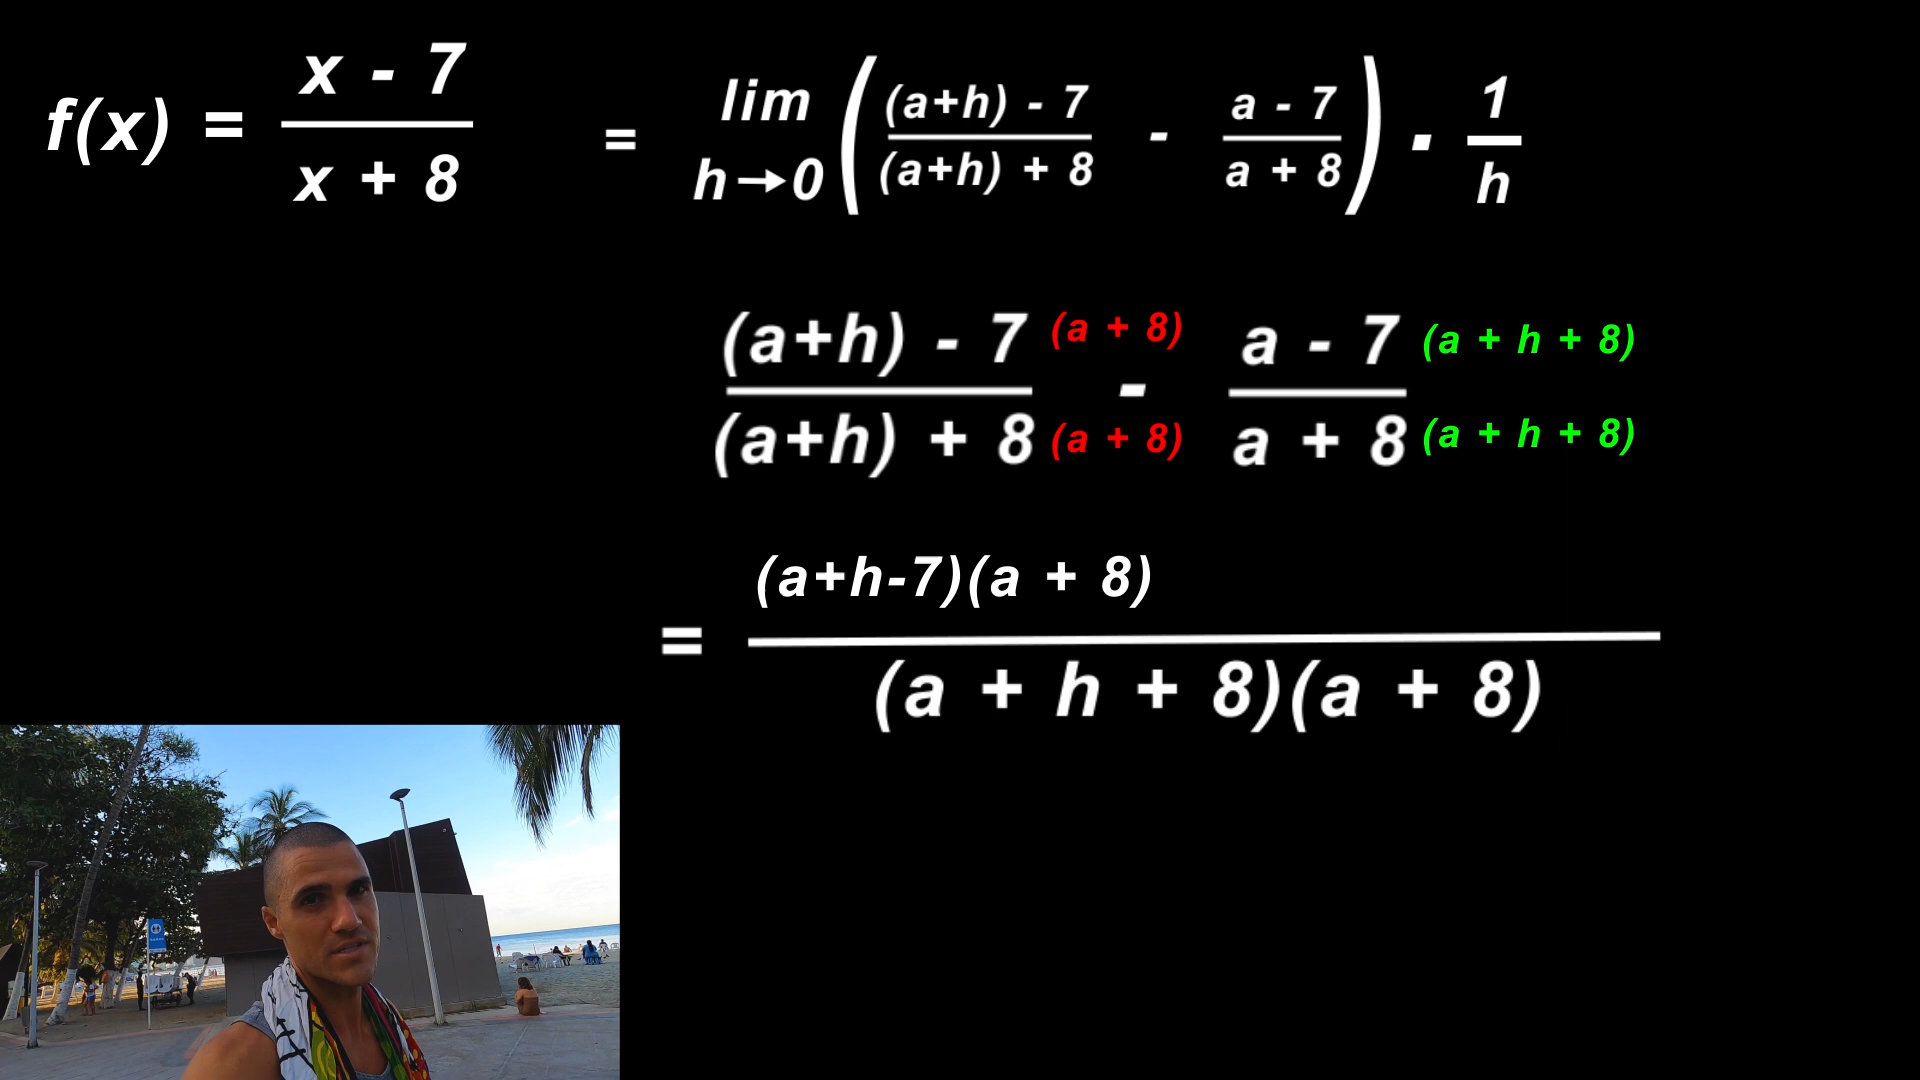 f(x) = x - 7 / x + 8
= lim h→0 ( (a+h) - 7 / (a+h) + 8 - a - 7 / a + 8 ) · 1 / h
(a+h) - 7 (a + 8) - a - 7 (a + h + 8)
(a+h) + 8 (a + 8) a + 8 (a + h + 8)
(a+h-7)(a + 8)
=
(a + h + 8)(a + 8)